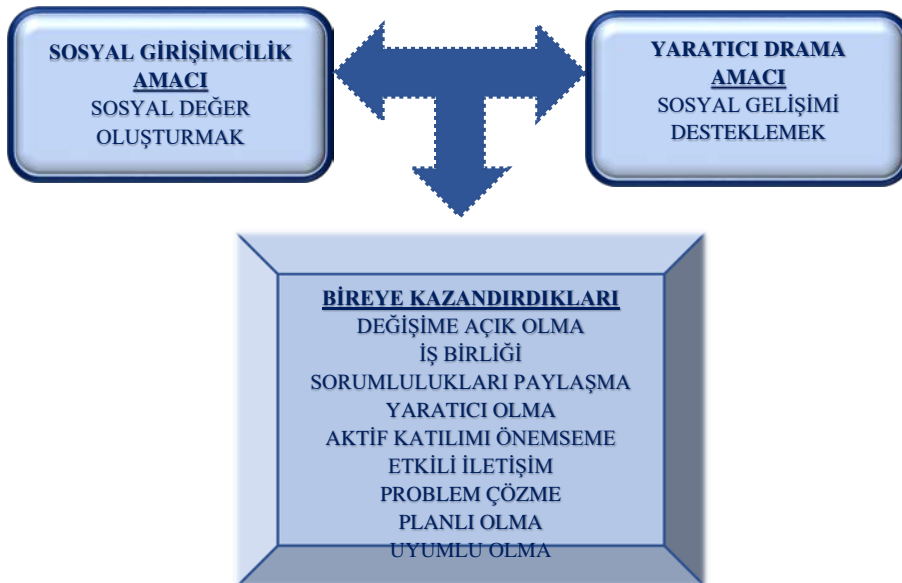 SOSYAL GİRİŞİMCİLİK
AMACI
SOSYAL DEĞER
OLUŞTURMAK
YARATICI DRAMA
AMACI
SOSYAL GELİŞİMİ
DESTEKLEMEK
BİREYE KAZANDIRDIKLARI
DEĞİŞİME AÇIK OLMA
İŞ BİRLİĞİ
SORUMLULUKLARI PAYLAŞMA
YARATICI OLMA
AKTİF KATILIMI ÖNEMSEME
ETKİLİ İLETİŞİM
PROBLEM ÇÖZME
PLANLI OLMA
UYUMLU OLMA